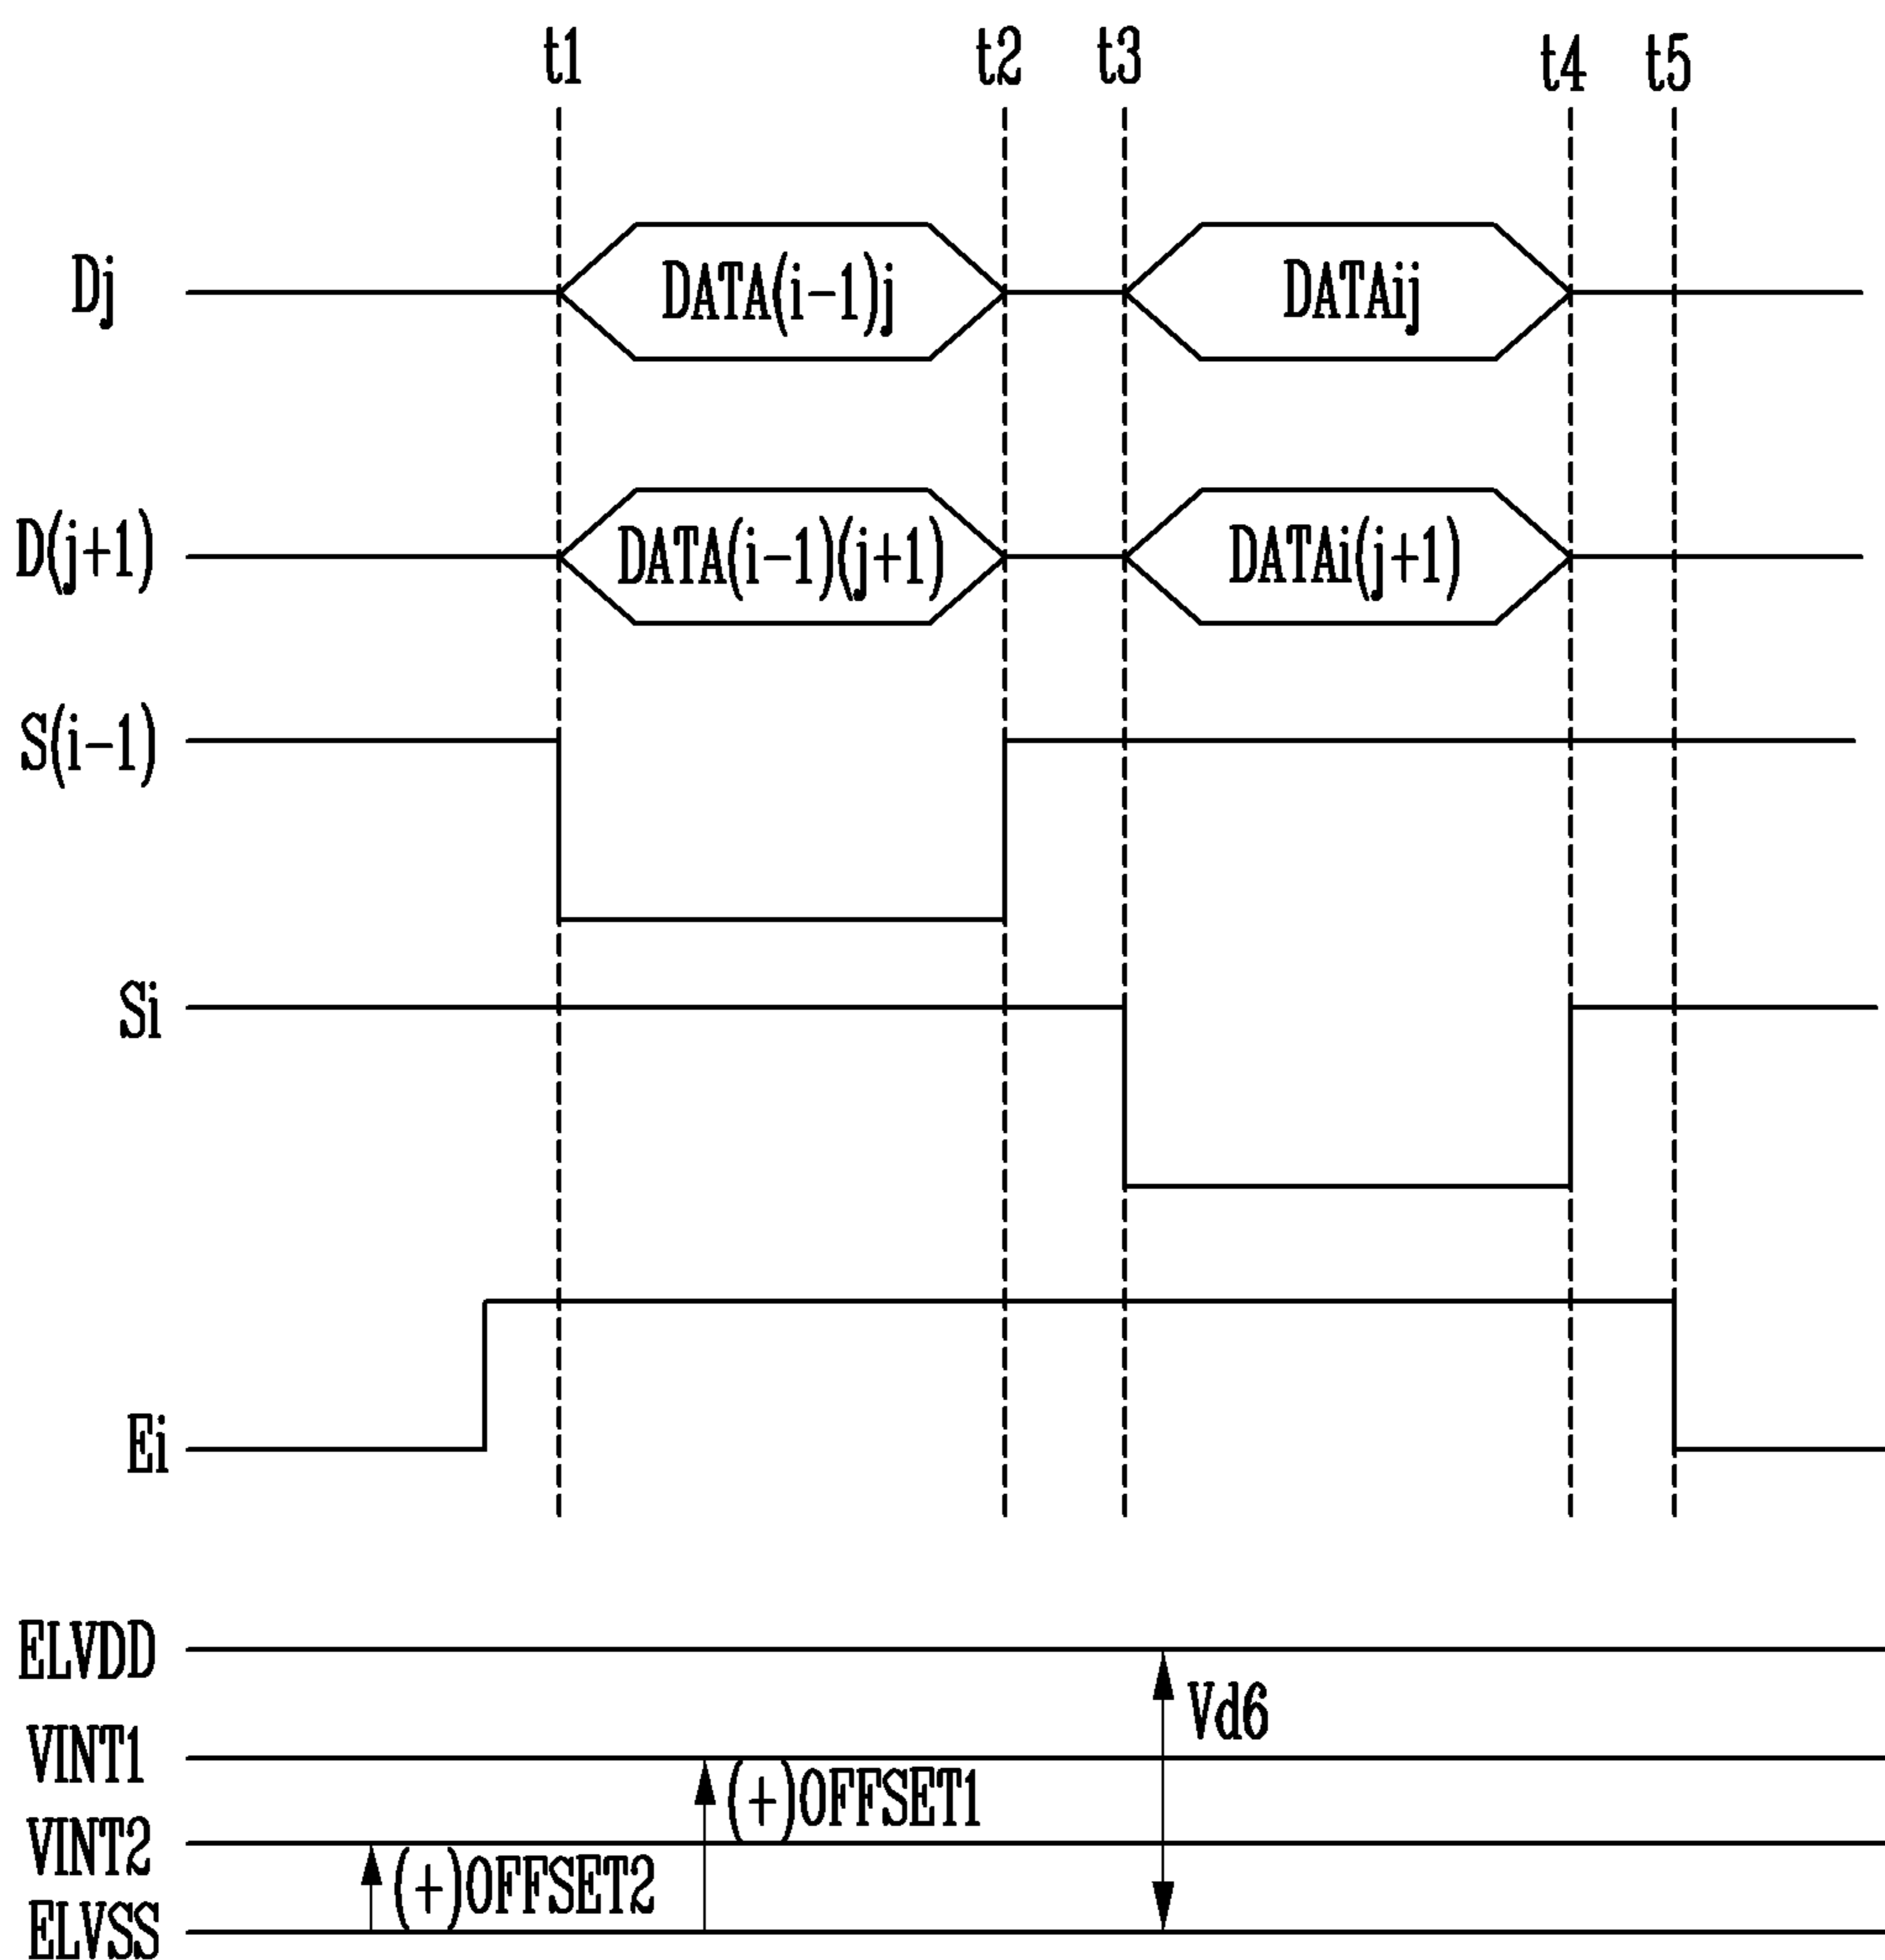 t1 t2 t3 t4 t5
Dj DATA(i-1)j DATAij
D(j+1) DATA(i-1)(j+1) DATAi(j+1)
S(i-1)
Si
Ei
ELVDD
Vd6
VINT1
(+)OFFSET1
VINT2
(+)OFFSET2
ELVSS